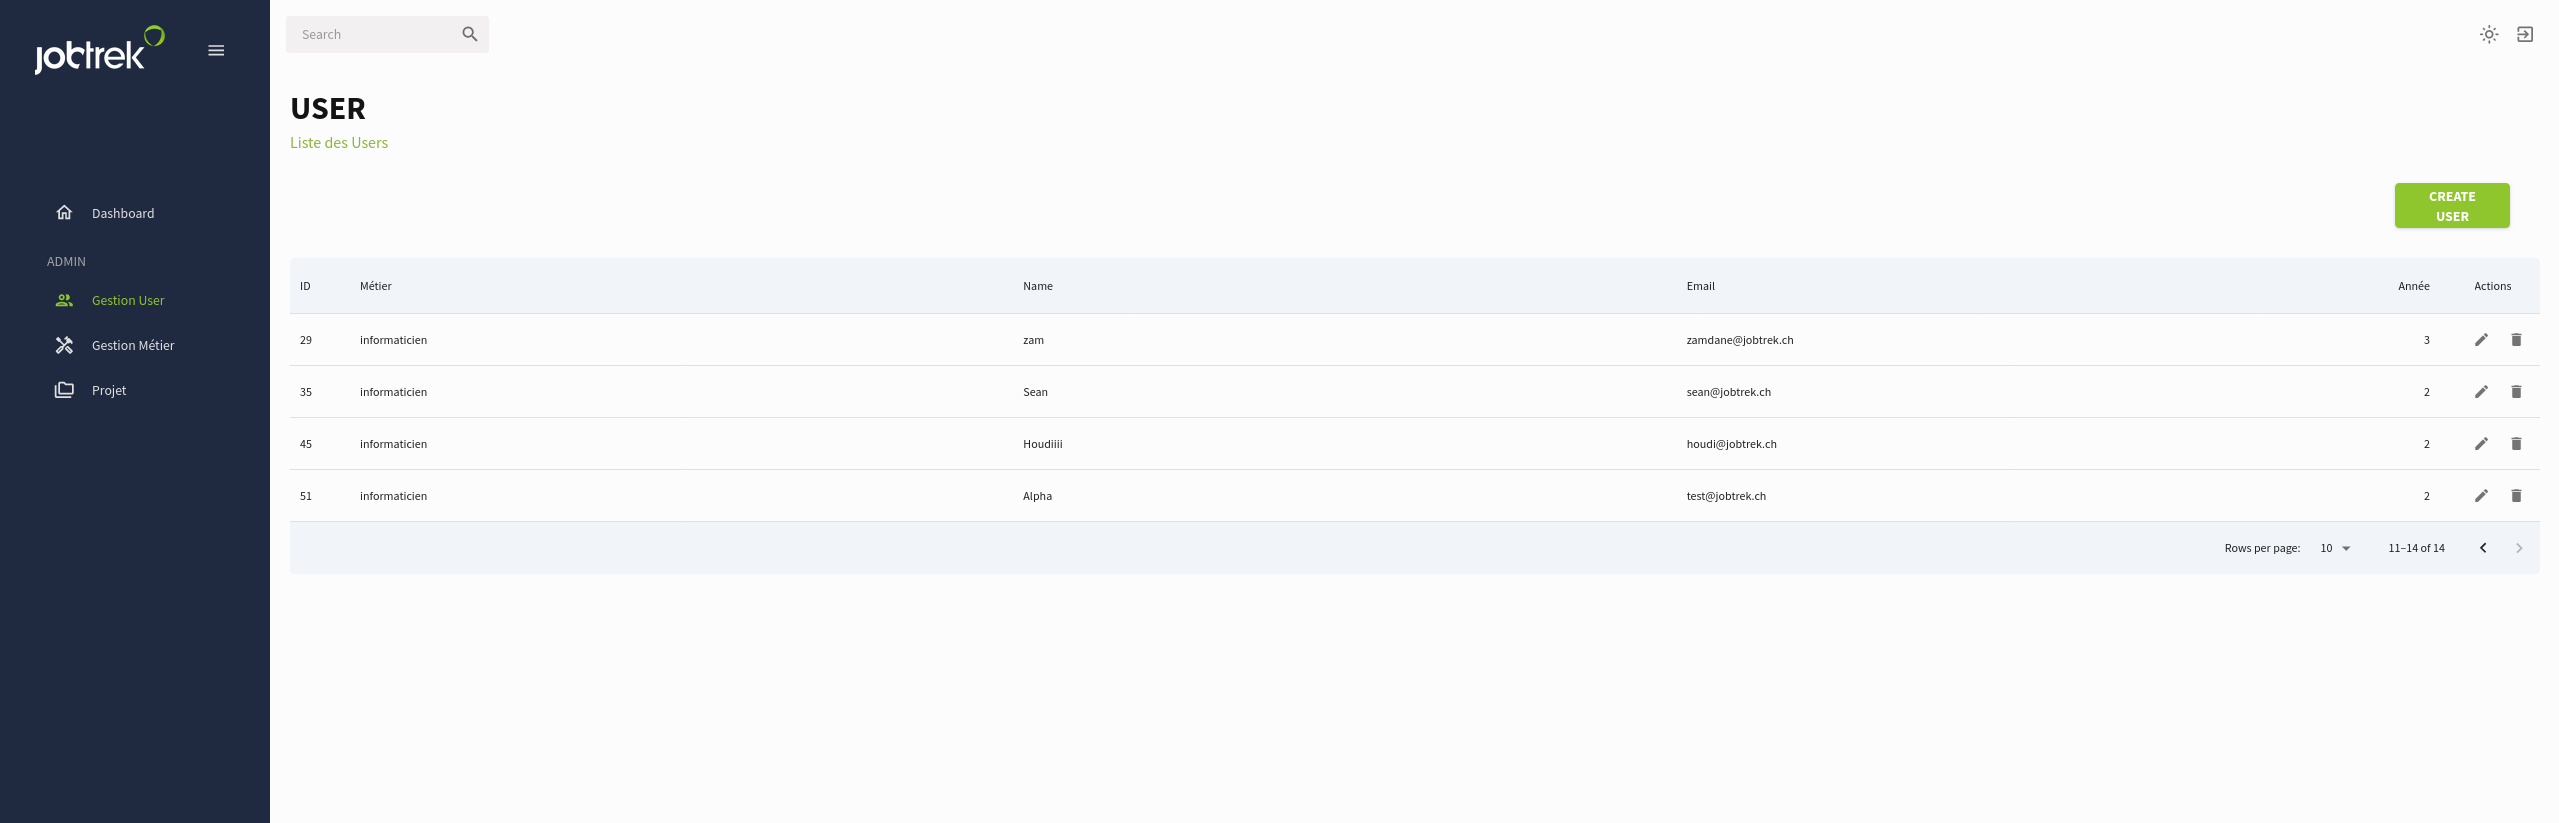 jobtrek
Search
USER
Liste des Users
Dashboard
ADMIN
Gestion User
Gestion Métier
Projet
CREATE
USER
ID Métier Name Email Année Actions
29 informaticien zam zamdane@jobtrek.ch 3
35 informaticien Sean sean@jobtrek.ch 2
45 informaticien Houdiiii houdi@jobtrek.ch 2
51 informaticien Alpha test@jobtrek.ch 2
Rows per page: 10 11–14 of 14